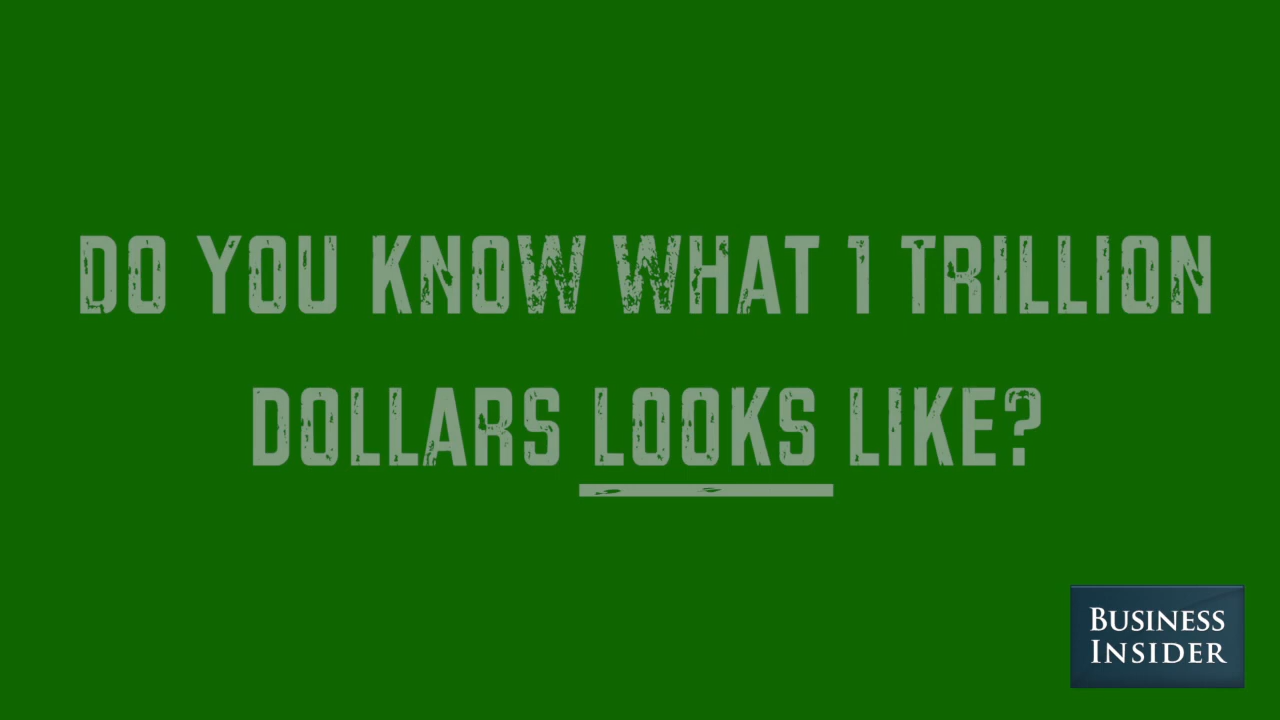 DO YOU KNOW WHAT 1 TRILLION
DOLLARS LOOKS LIKE?
BUSINESS
INSIDER